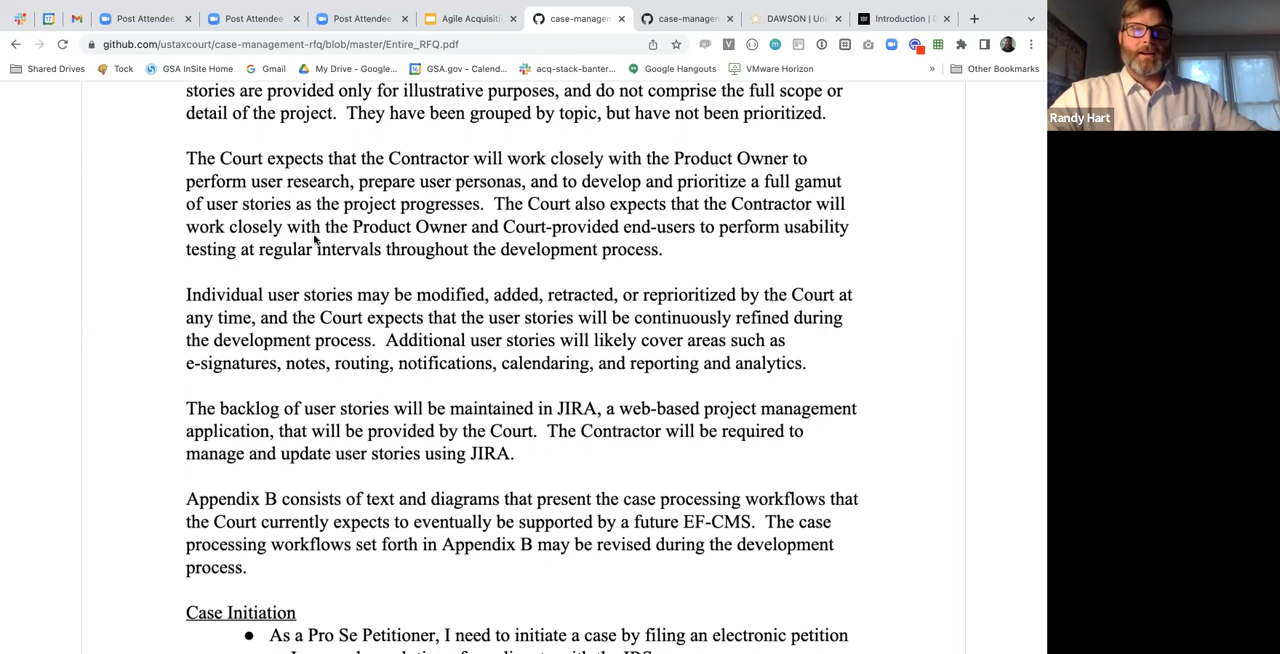 Post Attendee
Post Attendee
Post Attendee
Agile Acquisiti
case-managem
case-managem
DAWSON | Uni
Introduction | D
github.com/ustaxcourt/case-management-rfq/blob/master/Entire_RFQ.pdf
Shared Drives
Tock
GSA InSite Home
Gmail
My Drive - Google...
GSA.gov - Calend...
acq-stack-banter...
Google Hangouts
VMware Horizon
»
Other Bookmarks
Randy Hart
stories are provided only for illustrative purposes, and do not comprise the full scope or
detail of the project. They have been grouped by topic, but have not been prioritized.
The Court expects that the Contractor will work closely with the Product Owner to
perform user research, prepare user personas, and to develop and prioritize a full gamut
of user stories as the project progresses. The Court also expects that the Contractor will
work closely with the Product Owner and Court-provided end-users to perform usability
testing at regular intervals throughout the development process.
Individual user stories may be modified, added, retracted, or reprioritized by the Court at
any time, and the Court expects that the user stories will be continuously refined during
the development process. Additional user stories will likely cover areas such as
e-signatures, notes, routing, notifications, calendaring, and reporting and analytics.
The backlog of user stories will be maintained in JIRA, a web-based project management
application, that will be provided by the Court. The Contractor will be required to
manage and update user stories using JIRA.
Appendix B consists of text and diagrams that present the case processing workflows that
the Court currently expects to eventually be supported by a future EF-CMS. The case
processing workflows set forth in Appendix B may be revised during the development
process.
Case Initiation
● As a Pro Se Petitioner, I need to initiate a case by filing an electronic petition